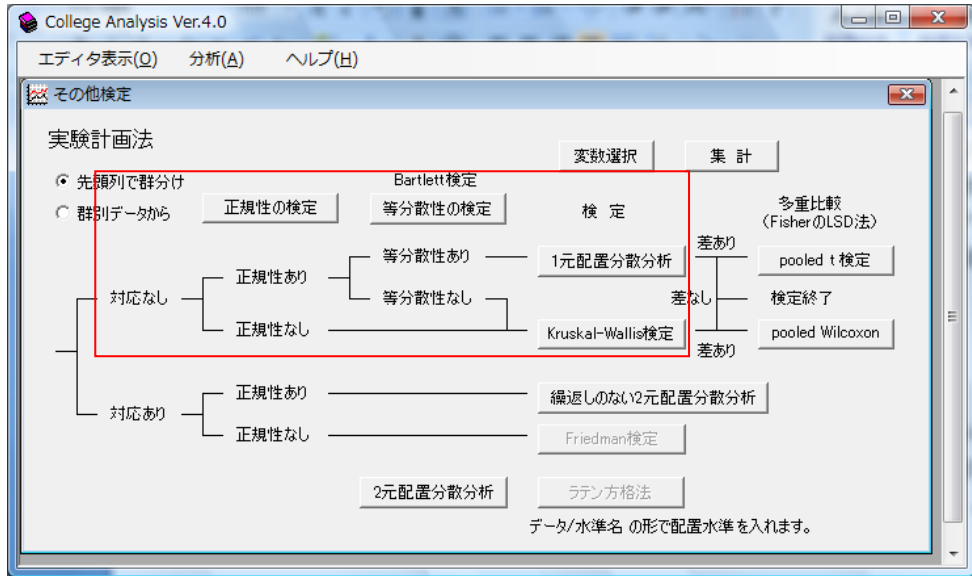 College Analysis Ver.4.0
エディタ表示(O) 分析(A) ヘルプ(H)
その他検定
実験計画法
変数選択 集 計
先頭列で群分け
Bartlett検定
群別データから 正規性の検定 等分散性の検定 検 定
多重比較
(FisherのLSD法)
差あり
等分散性あり 1元配置分散分析 pooled t 検定
正規性あり
対応なし 等分散性なし 差なし 検定終了
正規性なし Kruskal-Wallis検定 pooled Wilcoxon
差あり
正規性あり 繰返しのない2元配置分散分析
対応あり
正規性なし Friedman検定
2元配置分散分析 ラテン方格法
データ/水準名 の形で配置水準を入れます。